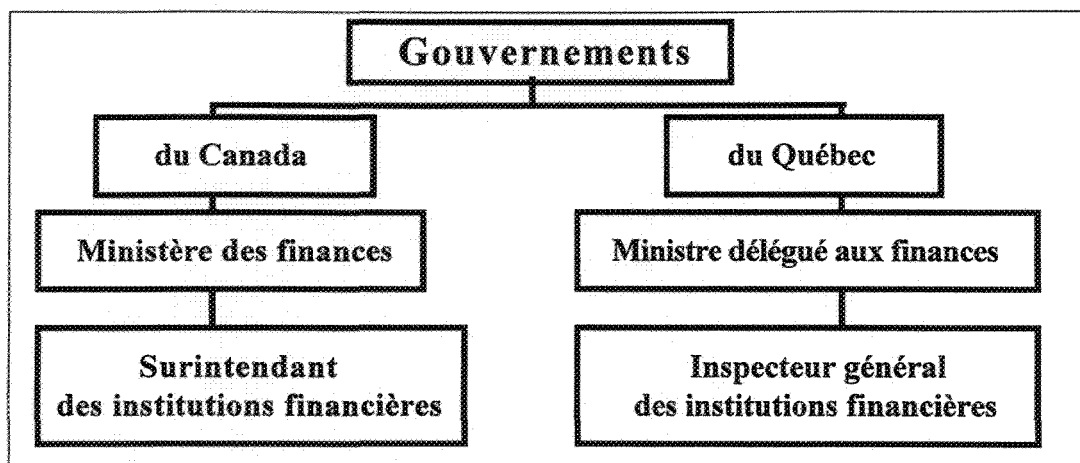 Gouvernements
du Canada
du Québec
Ministère des finances
Ministre délégué aux finances
Surintendant
des institutions financières
Inspecteur général
des institutions financières